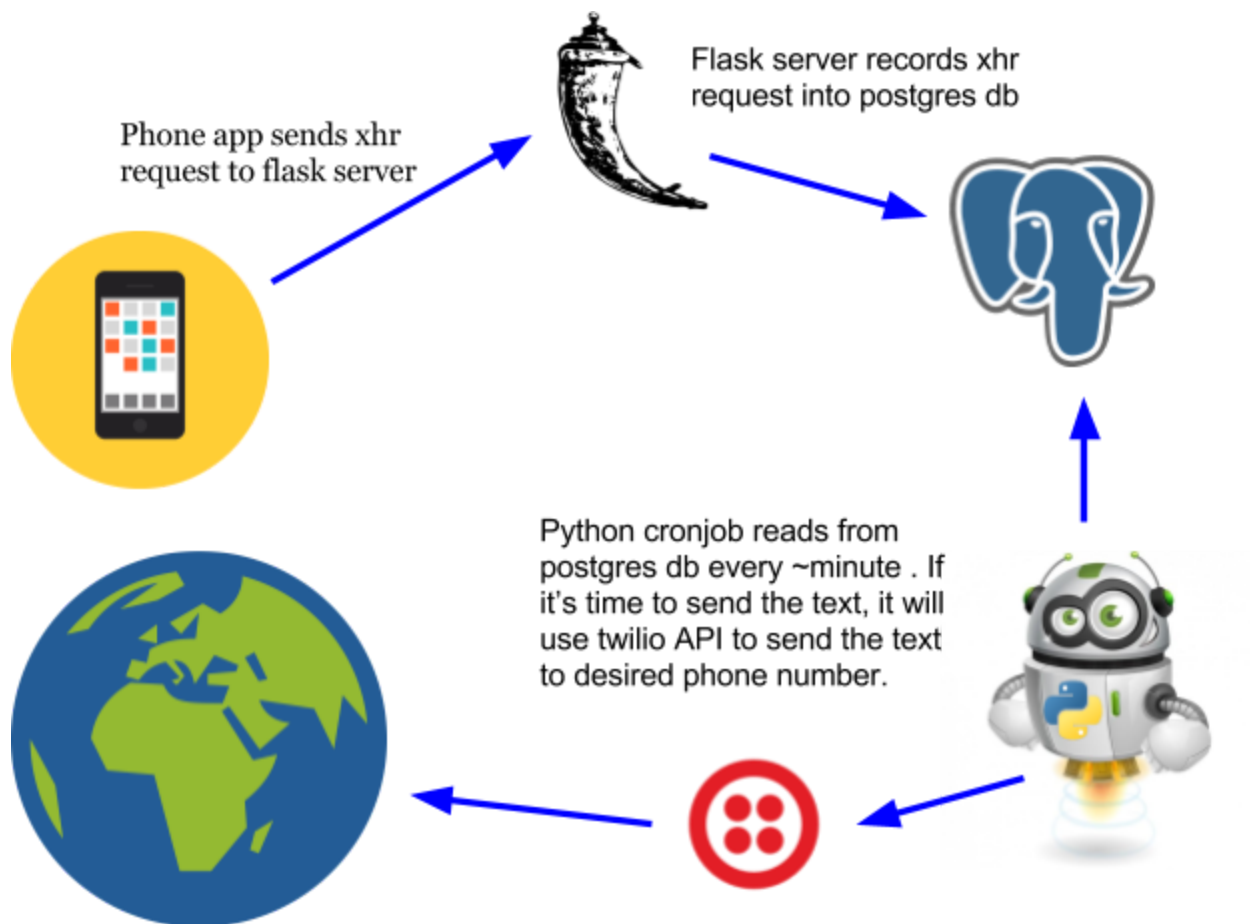 Flask server records xhr
request into postgres db
Phone app sends xhr
request to flask server
Python cronjob reads from
postgres db every ~minute . If
it's time to send the text, it will
use twilio API to send the text
to desired phone number.